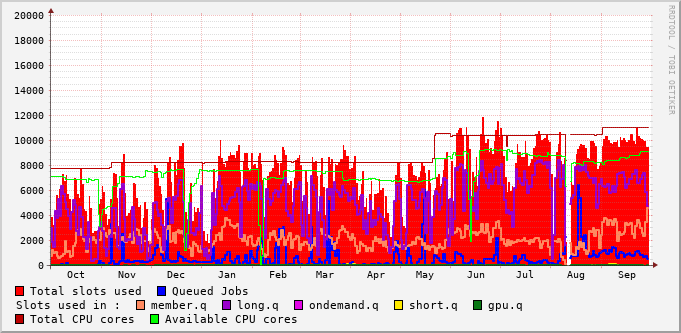 20000
18000
16000
14000
12000
10000
8000
6000
4000
2000
0
Oct Nov Dec Jan Feb Mar Apr May Jun Jul Aug Sep
RRDTOOL / TOBI OETIKER
Total slots used Queued Jobs
Slots used in : member.q long.q ondemand.q short.q gpu.q
Total CPU cores Available CPU cores